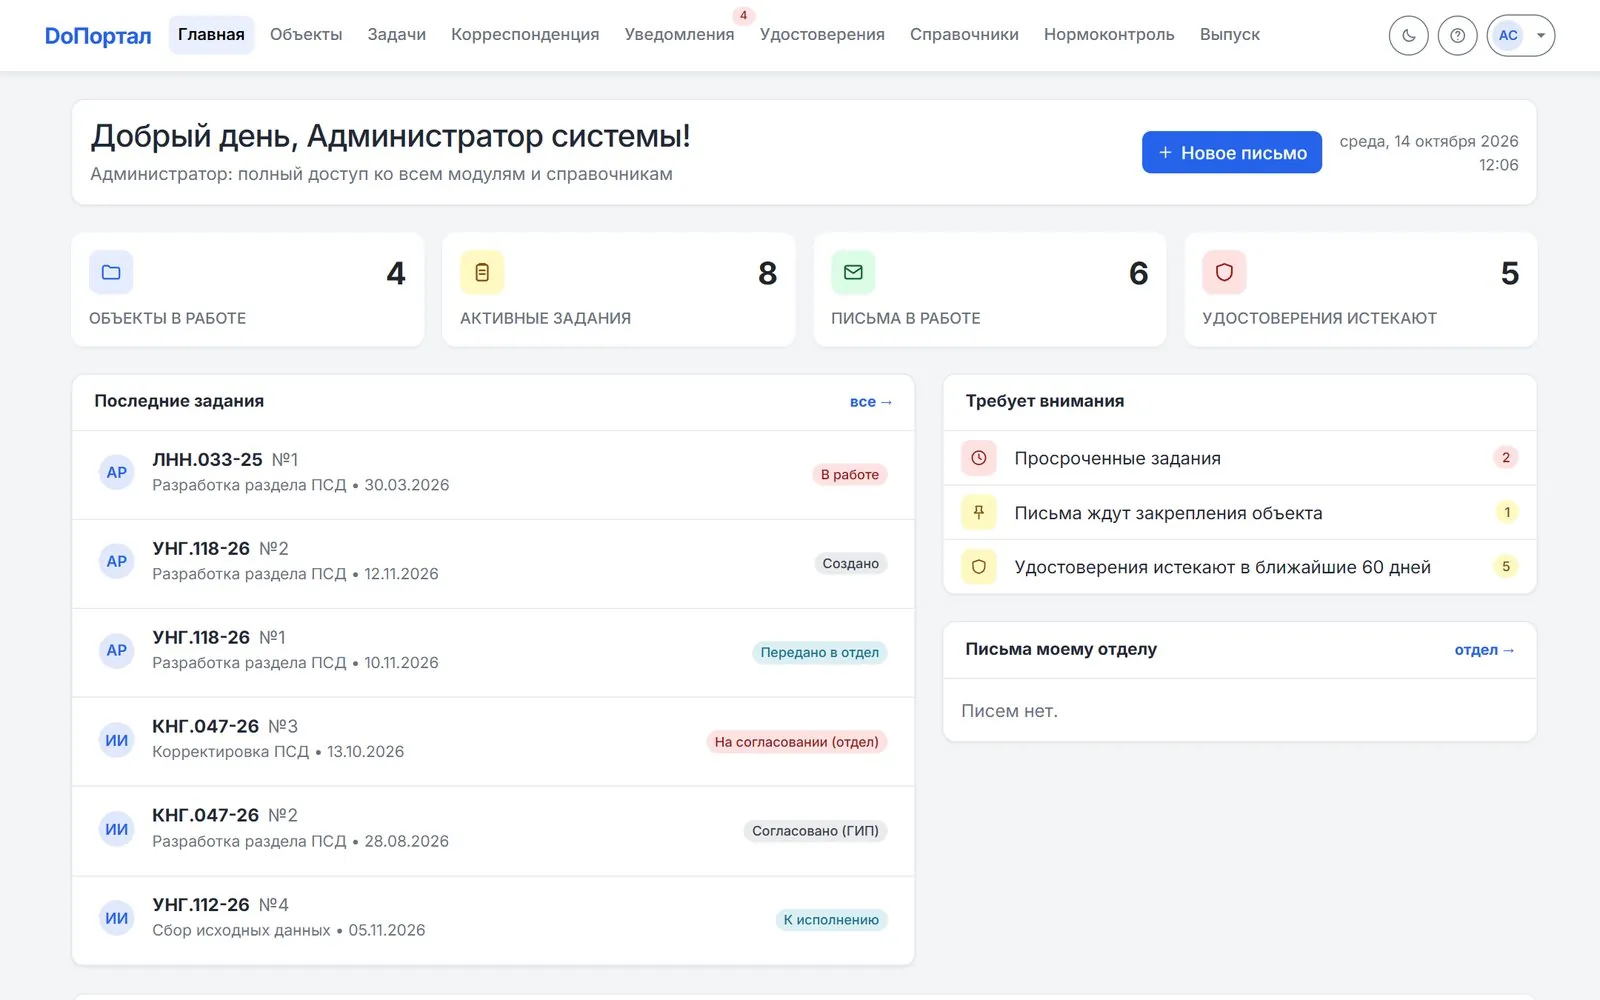 DoПортал
Главная
Объекты
Задачи
Корреспонденция
Уведомления
4
Удостоверения
Справочники
Нормоконтроль
Выпуск
АС
Добрый день, Администратор системы!
Администратор: полный доступ ко всем модулям и справочникам
+ Новое письмо
среда, 14 октября 2026
12:06
4
ОБЪЕКТЫ В РАБОТЕ
8
АКТИВНЫЕ ЗАДАНИЯ
6
ПИСЬМА В РАБОТЕ
5
УДОСТОВЕРЕНИЯ ИСТЕКАЮТ
Последние задания
все →
АР
ЛНН.033-25 №1
Разработка раздела ПСД • 30.03.2026
В работе
АР
УНГ.118-26 №2
Разработка раздела ПСД • 12.11.2026
Создано
АР
УНГ.118-26 №1
Разработка раздела ПСД • 10.11.2026
Передано в отдел
ИИ
КНГ.047-26 №3
Корректировка ПСД • 13.10.2026
На согласовании (отдел)
ИИ
КНГ.047-26 №2
Разработка раздела ПСД • 28.08.2026
Согласовано (ГИП)
ИИ
УНГ.112-26 №4
Сбор исходных данных • 05.11.2026
К исполнению
Требует внимания
Просроченные задания
2
Письма ждут закрепления объекта
1
Удостоверения истекают в ближайшие 60 дней
5
Письма моему отделу
отдел →
Писем нет.